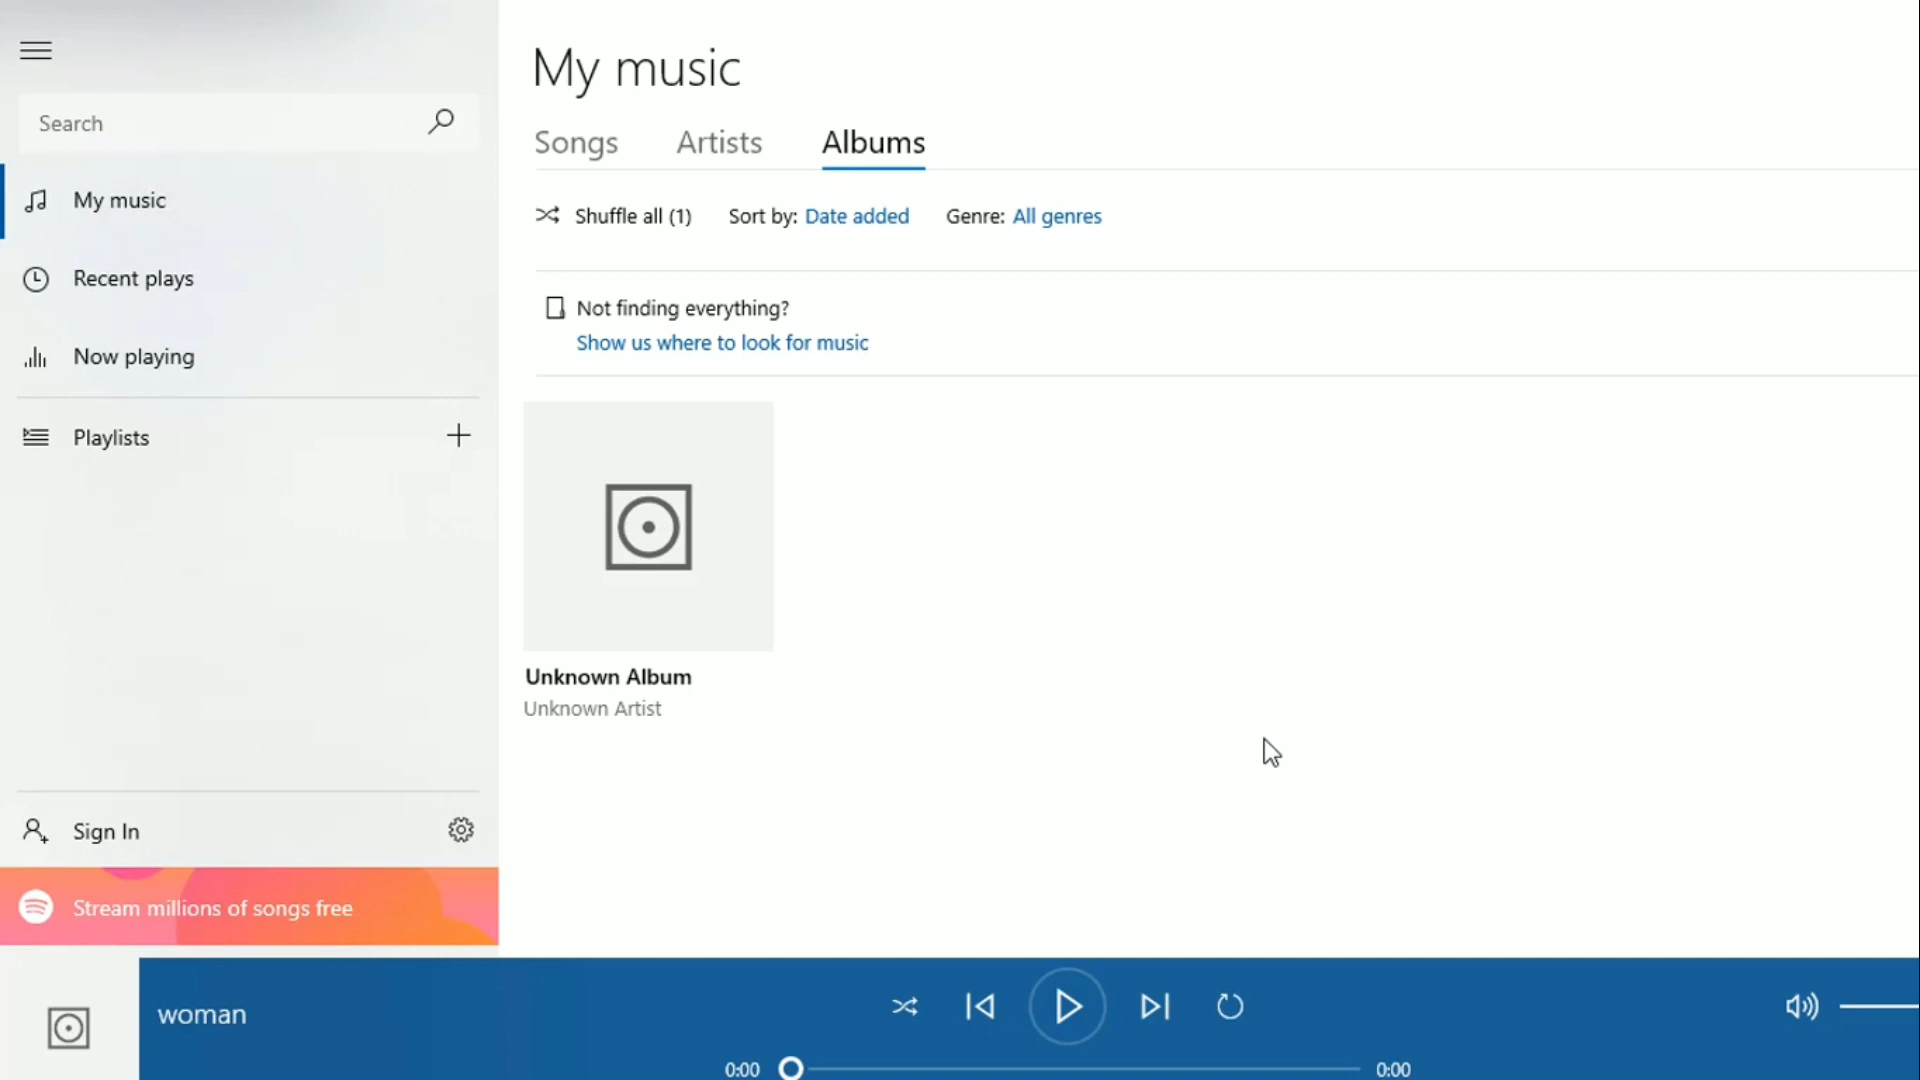 Search
My music
Recent plays
Now playing
Playlists
Sign In
Stream millions of songs free
My music
Songs Artists Albums
Shuffle all (1) Sort by: Date added Genre: All genres
Not finding everything?
Show us where to look for music
Unknown Album
Unknown Artist
woman
0:00 0:00